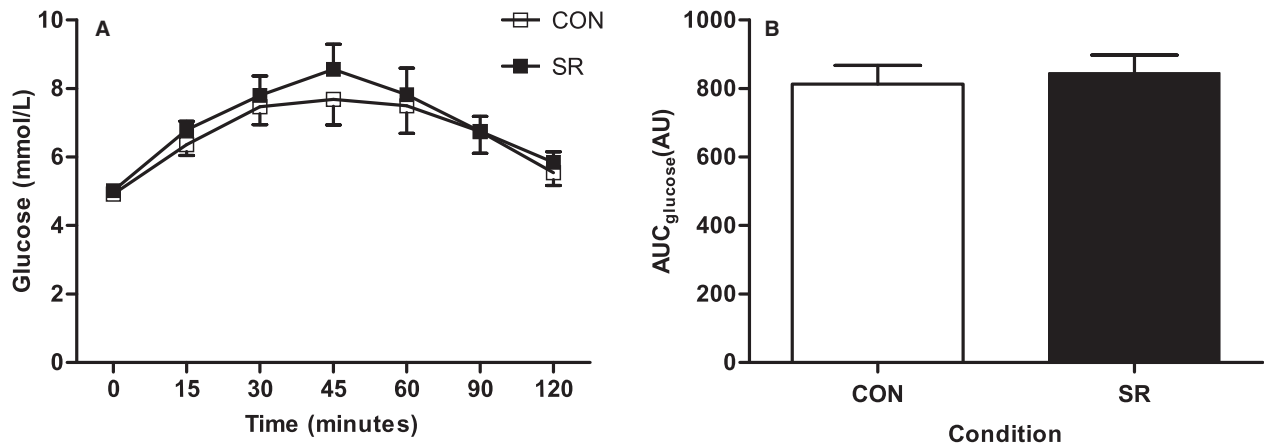 A
CON
SR
10
8
6
4
2
0
Glucose (mmol/L)
0 15 30 45 60 90 120
Time (minutes)
B
1000
800
600
400
200
0
AUCglucose(AU)
CON SR
Condition